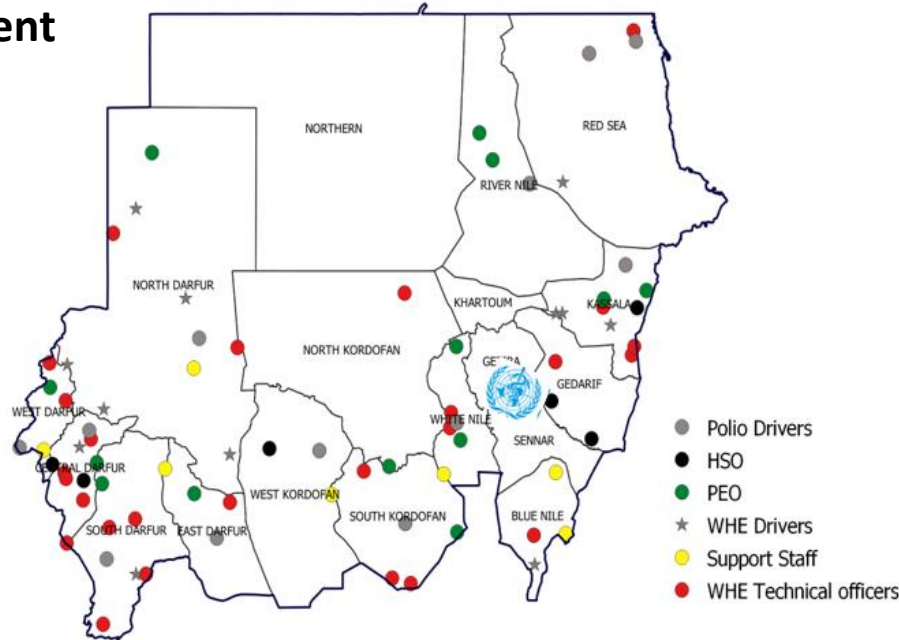 ent
NORTHERN
RED SEA
RIVER NILE
NORTH DARFUR
KHARTOUM
KASSALA
NORTH KORDOFAN
GEDARIF
WEST DARFUR
WHITE NILE
SENNAR
CENTRAL DARFUR
WEST KORDOFAN
SOUTH KORDOFAN
BLUE NILE
SOUTH DARFUR
EAST DARFUR
Polio Drivers
HSO
PEO
WHE Drivers
Support Staff
WHE Technical officers